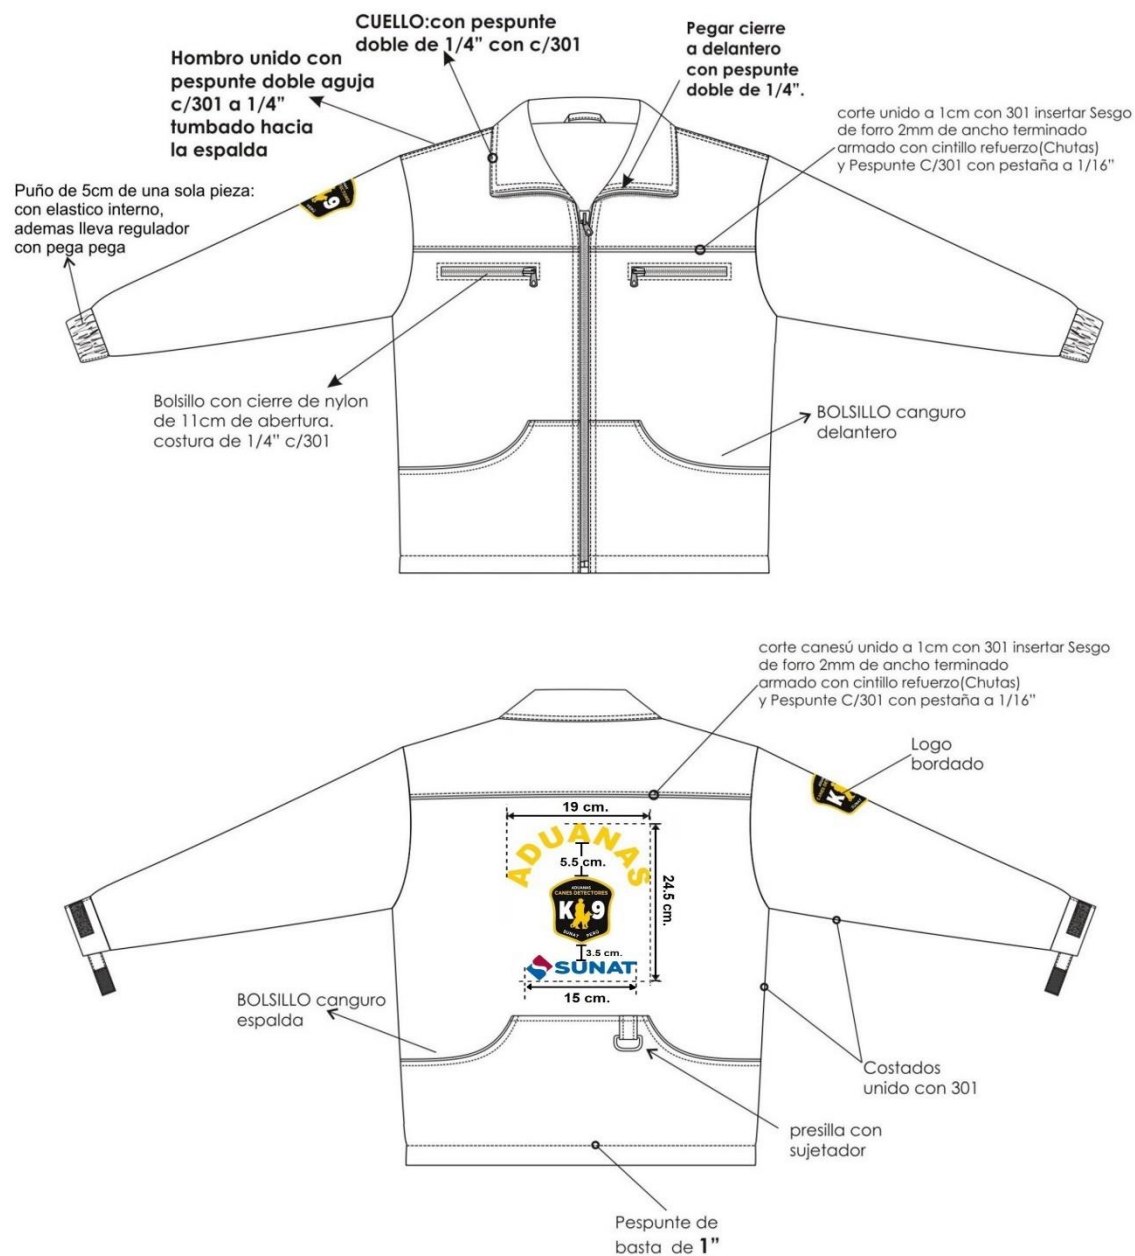 CUELLO:con pespunte
doble de 1/4” con c/301
Pegar cierre
a delantero
con pespunte
doble de 1/4”.
Hombro unido con
pespunte doble aguja
c/301 a 1/4”
tumbado hacia
la espalda
corte unido a 1cm con 301 insertar Sesgo
de forro 2mm de ancho terminado
armado con cintillo refuerzo(Chutas)
y Pespunte C/301 con pestaña a 1/16”
Puño de 5cm de una sola pieza:
con elastico interno,
ademas lleva regulador
con pega pega
9
Bolsillo con cierre de nylon
de 11cm de abertura.
costura de 1/4” c/301
BOLSILLO canguro
delantero
corte canesú unido a 1cm con 301 insertar Sesgo
de forro 2mm de ancho terminado
armado con cintillo refuerzo(Chutas)
y Pespunte C/301 con pestaña a 1/16”
Logo
bordado
K
19 cm.
ADUANAS
5.5 cm.
24.5 cm.
ADUANAS
CANES DETECTORES
K 9
SUNAT PERÚ
3.5 cm.
SUNAT
15 cm.
BOLSILLO canguro
espalda
Costados
unido con 301
presilla con
sujetador
Pespunte de
basta de 1”